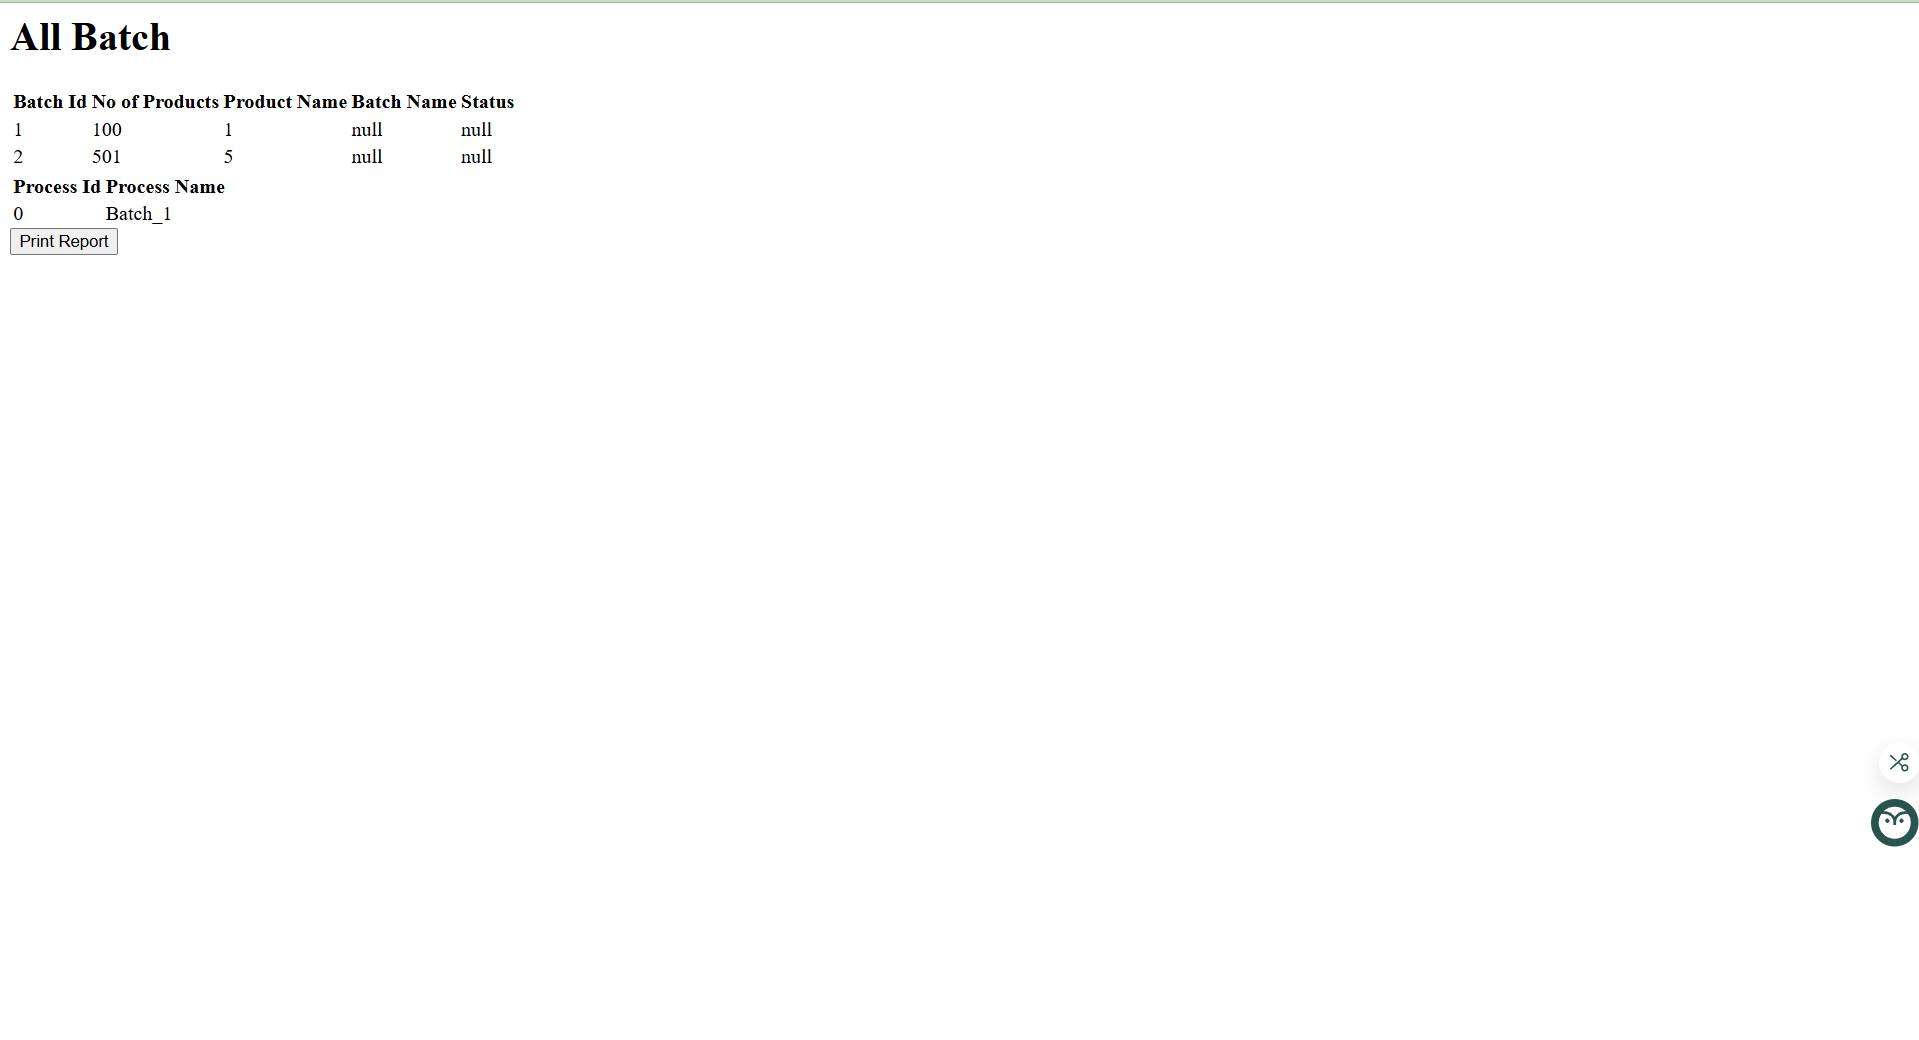 All Batch
Batch Id No of Products Product Name Batch Name Status
1 100 1 null null
2 501 5 null null
Process Id Process Name
0 Batch_1
Print Report